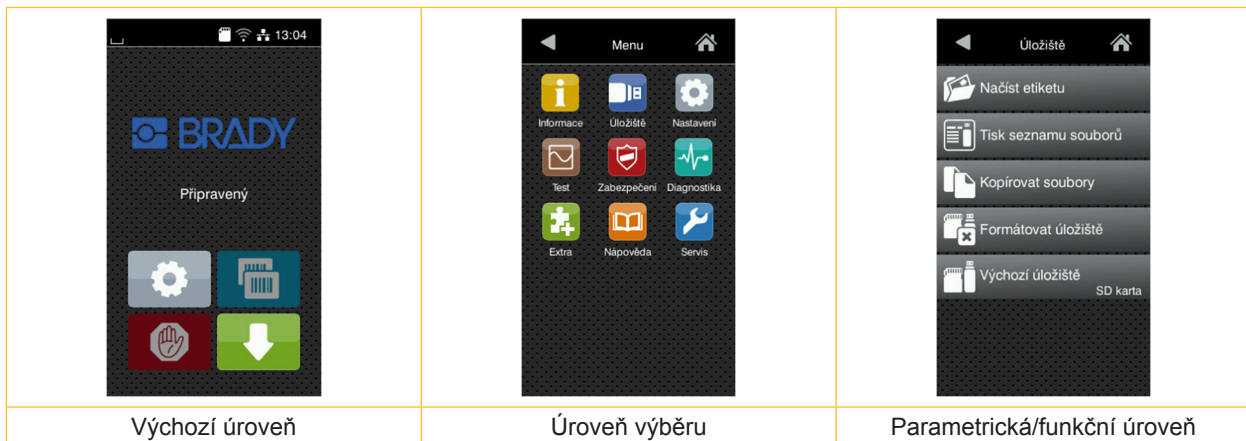 13:04
BRADY
Připravený
Menu
Informace Úložiště Nastavení
Test Zabezpečení Diagnostika
Extra Nápověda Servis
Úložiště
Načíst etiketu
Tisk seznamu souborů
Kopírovat soubory
Formátovat úložiště
Výchozí úložiště
SD karta
Výchozí úroveň Úroveň výběru Parametrická/funkční úroveň